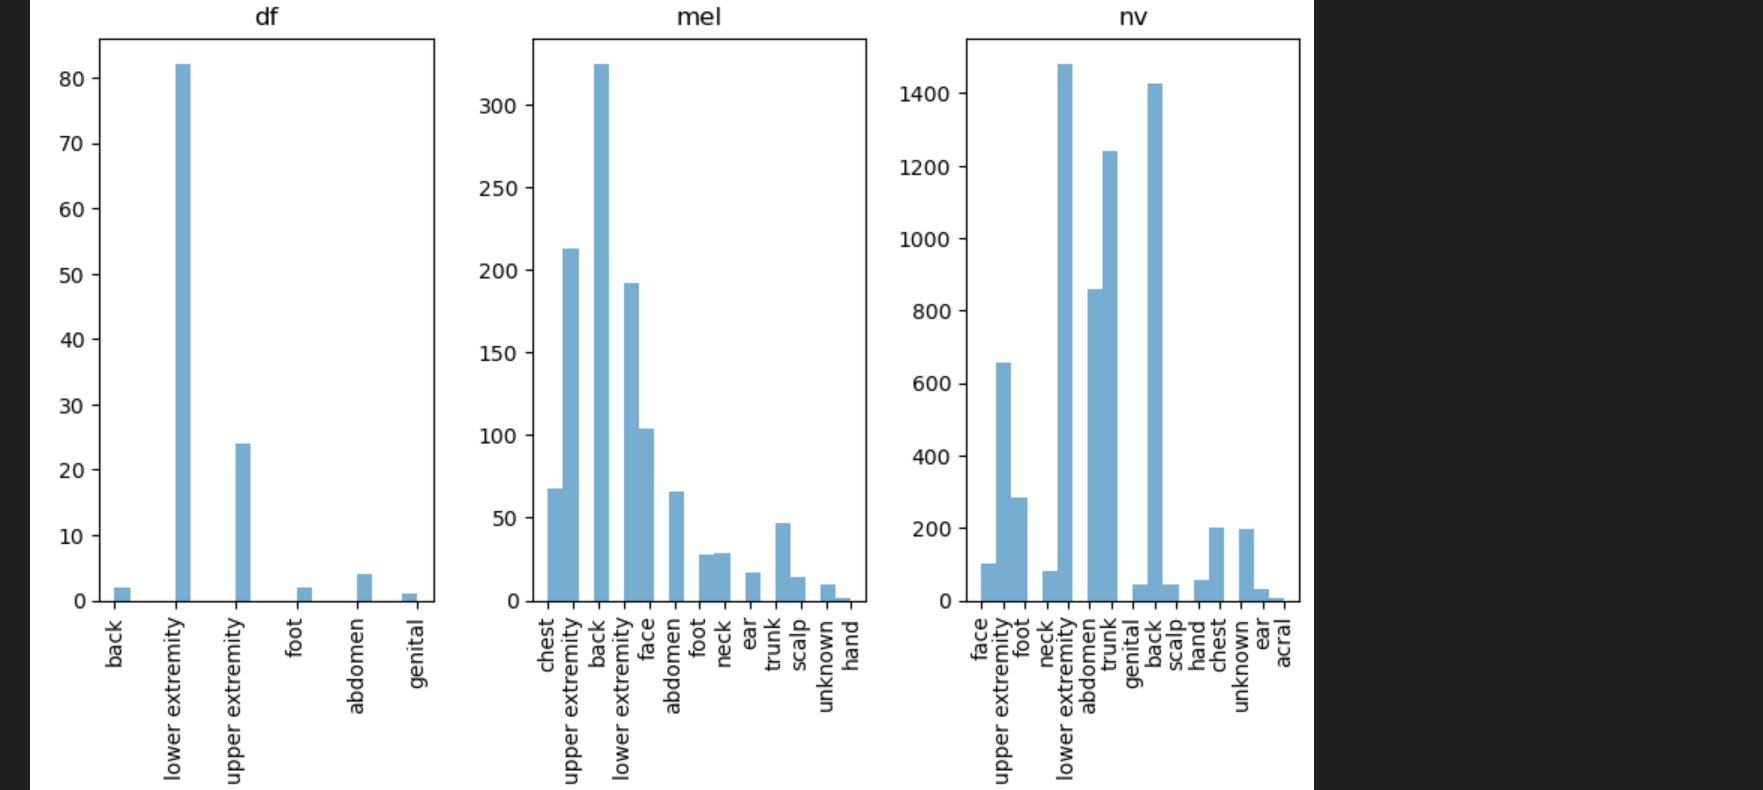 df
80
70
60
50
40
30
20
10
0
back
lower extremity
upper extremity
foot
abdomen
genital
mel
300
250
200
150
100
50
0
chest
upper extremity
back
lower extremity
face
abdomen
foot
neck
ear
trunk
scalp
unknown
hand
nv
1400
1200
1000
800
600
400
200
0
face
upper extremity
foot
neck
lower extremity
abdomen
trunk
genital
back
scalp
hand
chest
unknown
ear
acral